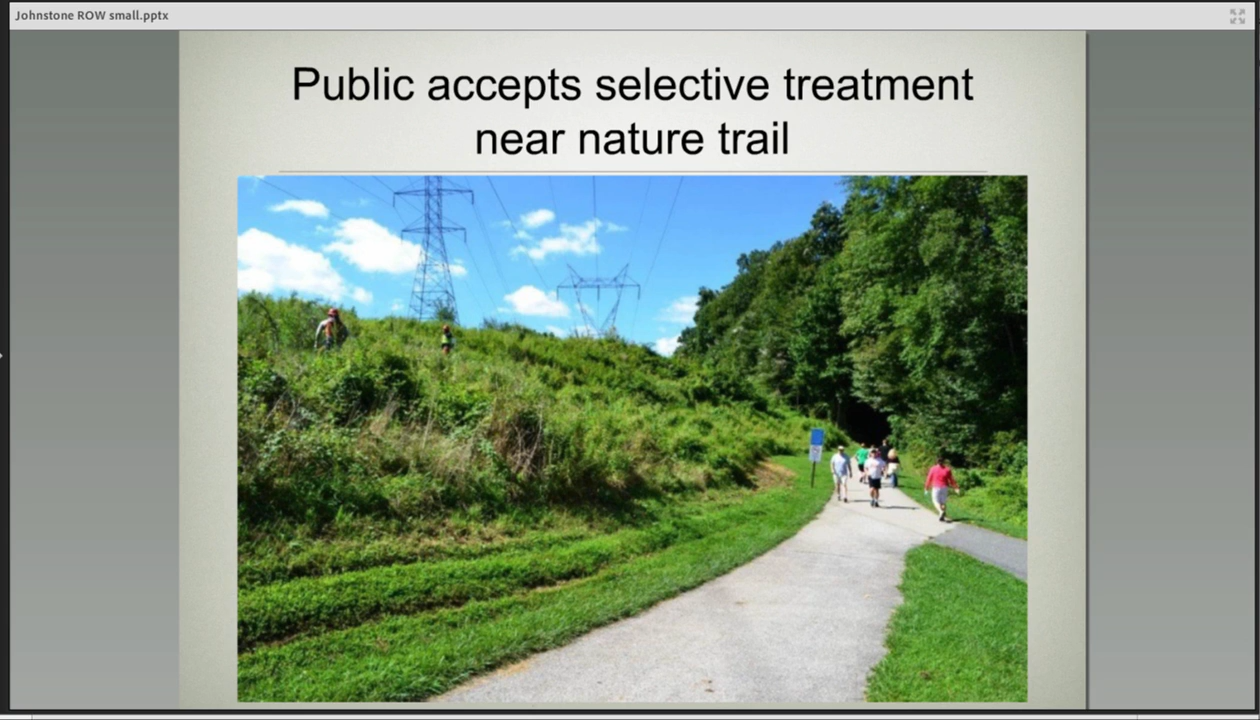 Johnstone ROW small.pptx
Public accepts selective treatment
near nature trail